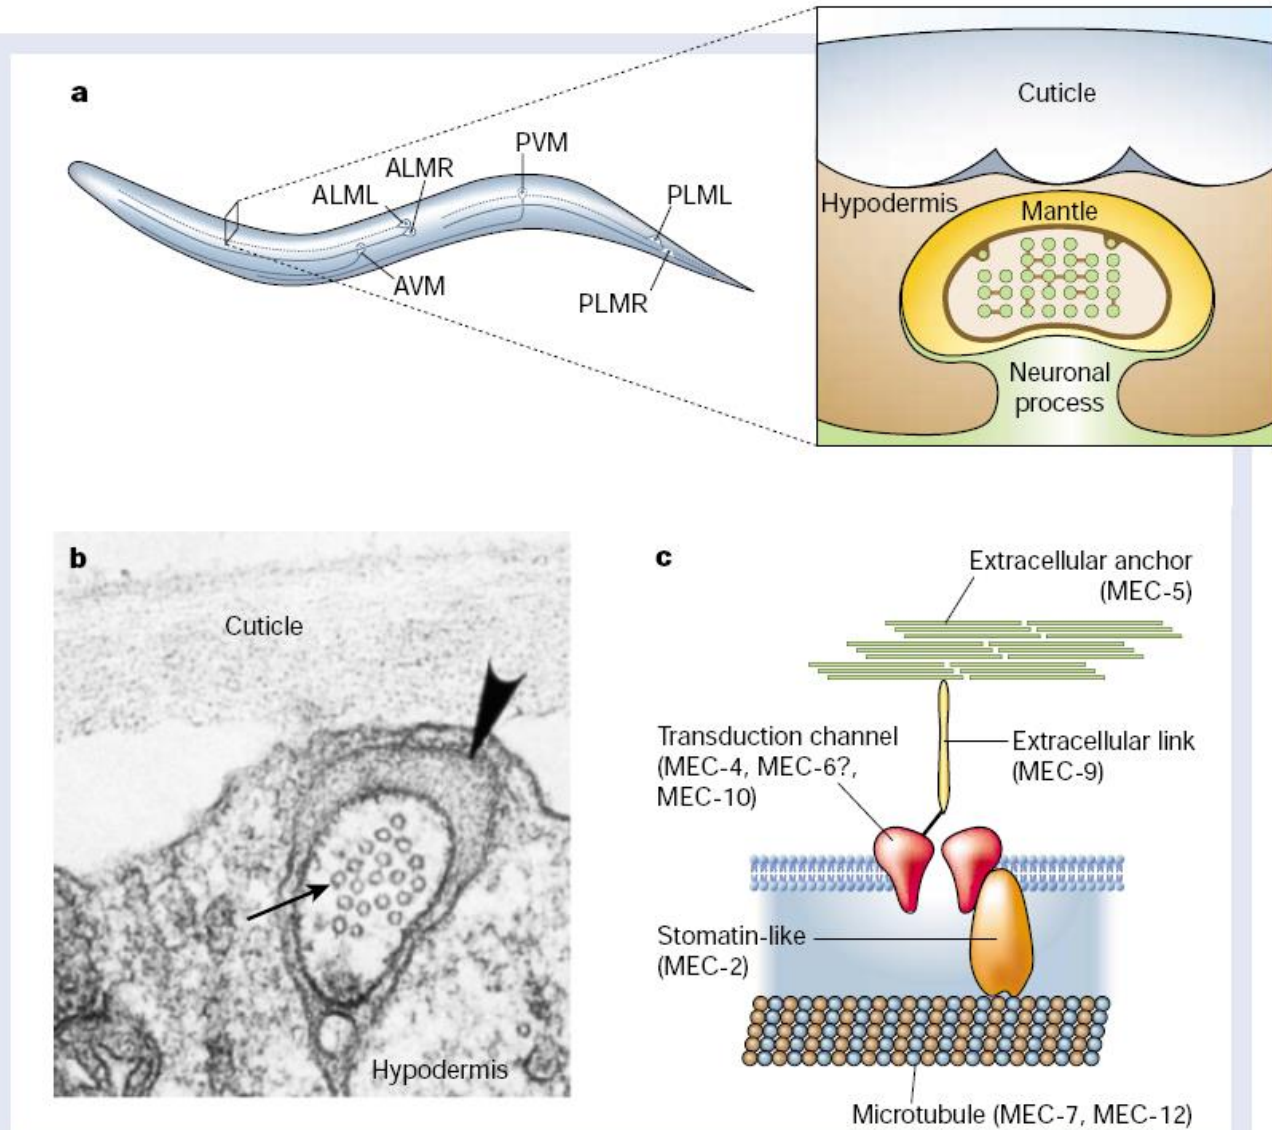 a
PVM
ALMR
ALML
PLML
AVM
PLMR
Cuticle
Hypodermis
Mantle
Neuronal
process
b
Cuticle
Hypodermis
c
Extracellular anchor
(MEC-5)
Transduction channel
(MEC-4, MEC-6?,
MEC-10)
Extracellular link
(MEC-9)
Stomatin-like
(MEC-2)
Microtubule (MEC-7, MEC-12)